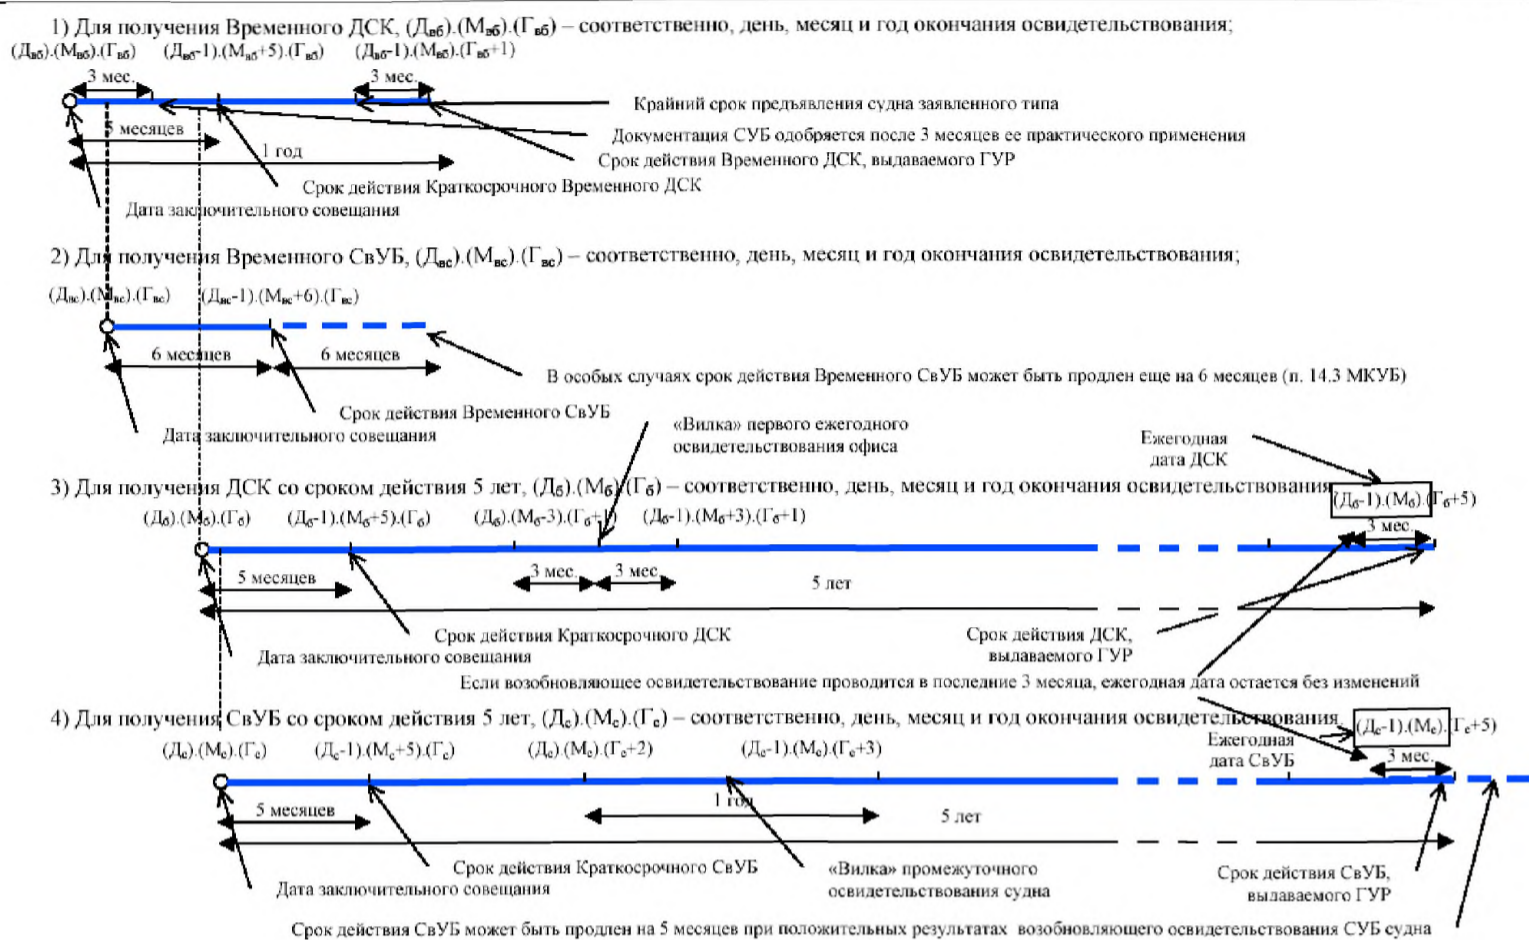 1) Для получения Временного ДСК, (Двб).(Мвб).(Гвб) – соответственно, день, месяц и год окончания освидетельствования;
(Двб).(Мвб).(Гвб) (Двб-1).(Мвб+5).(Гвб) (Двб-1).(Мвб).(Гвб+1)
3 мес. 3 мес.
Крайний срок предъявления судна заявленного типа
5 месяцев
Документация СУБ одобряется после 3 месяцев ее практического применения
1 год
Срок действия Временного ДСК, выдаваемого ГУР
Срок действия Краткосрочного Временного ДСК
Дата заключительного совещания
2) Для получения Временного СвУБ, (Двс).(Мвс).(Гвс) – соответственно, день, месяц и год окончания освидетельствования;
(Двс).(Мвс).(Гвс) (Двс-1).(Мвс+6).(Гвс)
6 месяцев 6 месяцев
В особых случаях срок действия Временного СвУБ может быть продлен еще на 6 месяцев (п. 14.3 МКУБ)
Срок действия Временного СвУБ
Дата заключительного совещания
«Вилка» первого ежегодного
освидетельствования офиса
Ежегодная
дата ДСК
3) Для получения ДСК со сроком действия 5 лет, (Дб).(Мб).(Гб) – соответственно, день, месяц и год окончания освидетельствования
(Дб).(Мб).(Гб) (Дб-1).(Мб+5).(Гб) (Дб).(Мб-3).(Гб+1) (Дб-1).(Мб+3).(Гб+1) (Дб-1).(Мб).(Гб+5)
3 мес.
5 месяцев 3 мес. 3 мес. 5 лет
Срок действия Краткосрочного ДСК
Дата заключительного совещания
Срок действия ДСК,
выдаваемого ГУР
Если возобновляющее освидетельствование проводится в последние 3 месяца, ежегодная дата остается без изменений
4) Для получения СвУБ со сроком действия 5 лет, (Дс).(Мс).(Гс) – соответственно, день, месяц и год окончания освидетельствования
(Дс).(Мс).(Гс) (Дс-1).(Мс+5).(Гс) (Дс).(Мс).(Гс+2) (Дс-1).(Мс).(Гс+3) (Дс-1).(Мс).(Гс+5)
Ежегодная
дата СвУБ
3 мес.
5 месяцев 1 год 5 лет
Срок действия Краткосрочного СвУБ
Дата заключительного совещания
«Вилка» промежуточного
освидетельствования судна
Срок действия СвУБ,
выдаваемого ГУР
Срок действия СвУБ может быть продлен на 5 месяцев при положительных результатах возобновляющего освидетельствования СУБ судна